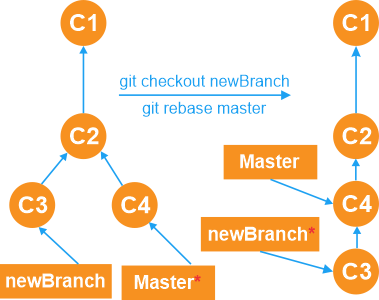 C1
C2
C3
C4
newBranch
Master*
git checkout newBranch
git rebase master
C1
C2
Master
C4
newBranch*
C3